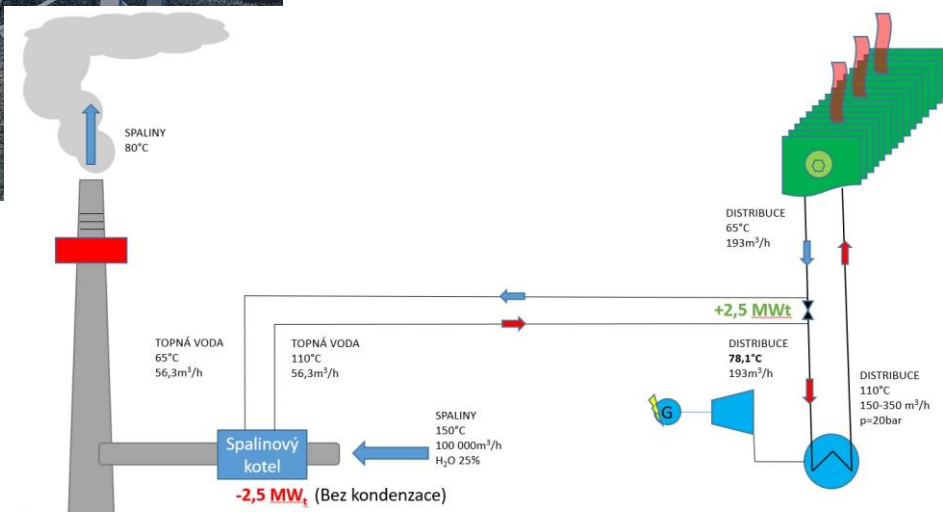 SPALINY
80°C
TOPNÁ VODA
65°C
56,3m³/h
TOPNÁ VODA
110°C
56,3m³/h
Spalinový
kotel
-2,5 MWt (Bez kondenzace)
SPALINY
150°C
100 000m³/h
H₂O 25%
DISTRIBUCE
65°C
193m³/h
+2,5 MWt
DISTRIBUCE
78,1°C
193m³/h
G
DISTRIBUCE
110°C
150-350 m³/h
p=20bar